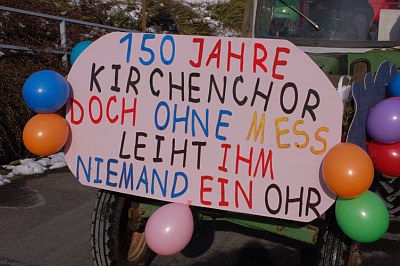 150 JAHRE
KIRCHENCHOR
DOCH OHNE MESS
LEIHT IHM
NIEMAND EIN OHR